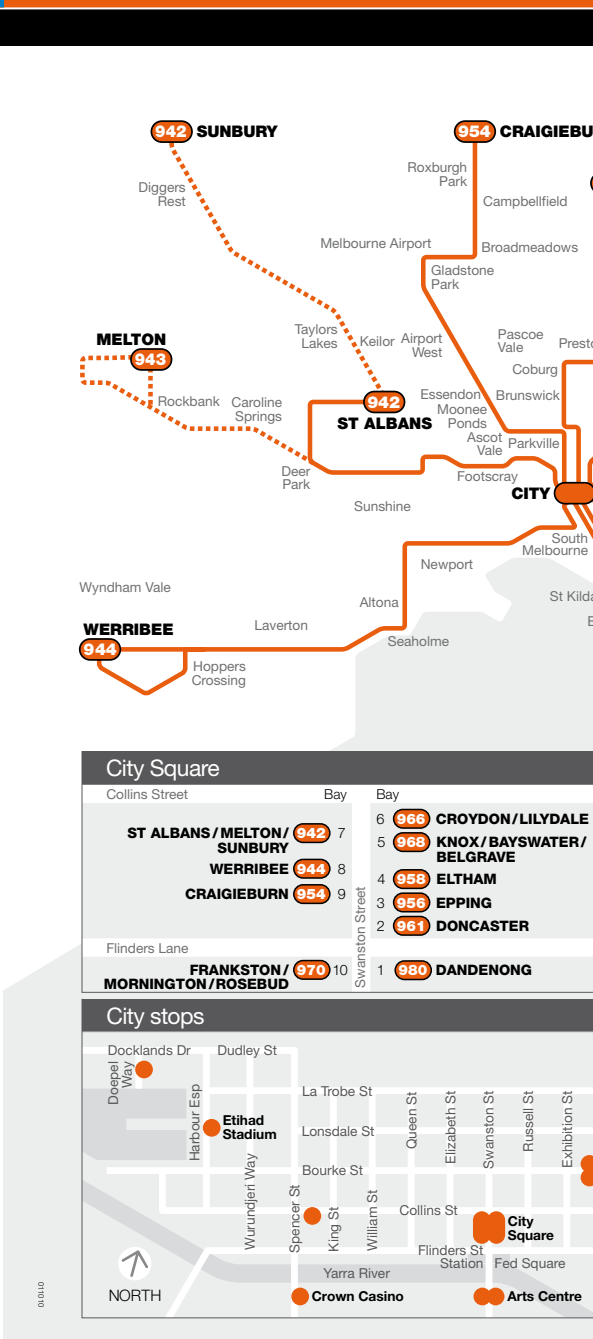 942 SUNBURY
954 CRAIGIEBU
Diggers
Rest
Roxburgh
Park
Campbellfield
Melbourne Airport
Broadmeadows
Gladstone
Park
MELTON
943
Taylors
Lakes
Keilor
Airport
West
Pascoe
Vale
Presto
Coburg
Rockbank
Caroline
Springs
942
ST ALBANS
Essendon
Brunswick
Moonee
Ponds
Ascot
Vale
Parkville
Deer
Park
Footscray
CITY
Sunshine
South
Melbourne
Newport
Wyndham Vale
Altona
St Kilda
E
WERRIBEE
944
Laverton
Seaholme
Hoppers
Crossing
City Square
Collins Street
Bay
ST ALBANS / MELTON / 942 7
SUNBURY
WERRIBEE 944 8
CRAIGIEBURN 954 9
Flinders Lane
FRANKSTON / 970 10
MORNINGTON / ROSEBUD
Swanston Street
Bay
6 966 CROYDON / LILYDALE
5 968 KNOX / BAYSWATER /
BELGRAVE
4 958 ELTHAM
3 956 EPPING
2 961 DONCASTER
1 980 DANDENONG
City stops
Docklands Dr
Dudley St
Doepel
Way
Harbour Esp
La Trobe St
Etihad
Stadium
Lonsdale St
Queen St
Elizabeth St
Swanston St
Russell St
Exhibition St
Bourke St
Wurundjeri Way
Spencer St
King St
William St
Collins St
City
Square
Flinders St
Station
Fed Square
Yarra River
NORTH
Crown Casino
Arts Centre
011010